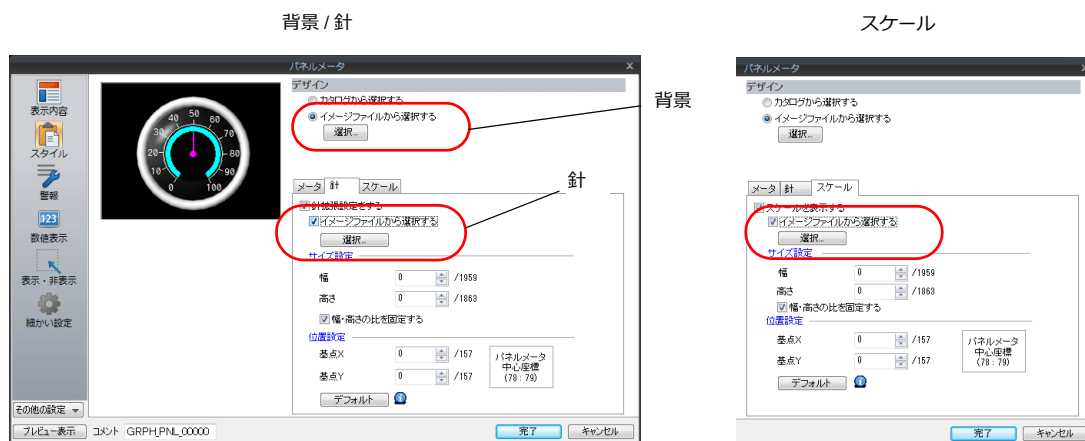 背景 / 針
スケール
パネルメータ
x
表示内容
スタイル
警報
123
数値表示
表示・非表示
細かい設定
その他の設定
プレビュー表示
コメント GRPH_PNL_00000
40 50 60
30 70
20 80
10 90
0 100
デザイン
カタログから選択する
イメージファイルから選択する
選択...
メータ 針 スケール
針拡張設定をする
イメージファイルから選択する
選択...
サイズ設定
幅 0 /1959
高さ 0 /1863
幅・高さの比を固定する
位置設定
基点X 0 /157
基点Y 0 /157
パネルメータ
中心座標
(78 : 79)
デフォルト
完了 キャンセル
背景
針
パネルメータ
デザイン
カタログから選択する
イメージファイルから選択する
選択...
メータ 針 スケール
スケールを表示する
イメージファイルから選択する
選択...
サイズ設定
幅 0 /1959
高さ 0 /1863
幅・高さの比を固定する
位置設定
基点X 0 /157
基点Y 0 /157
パネルメータ
中心座標
(78 : 79)
デフォルト
完了 キャンセル